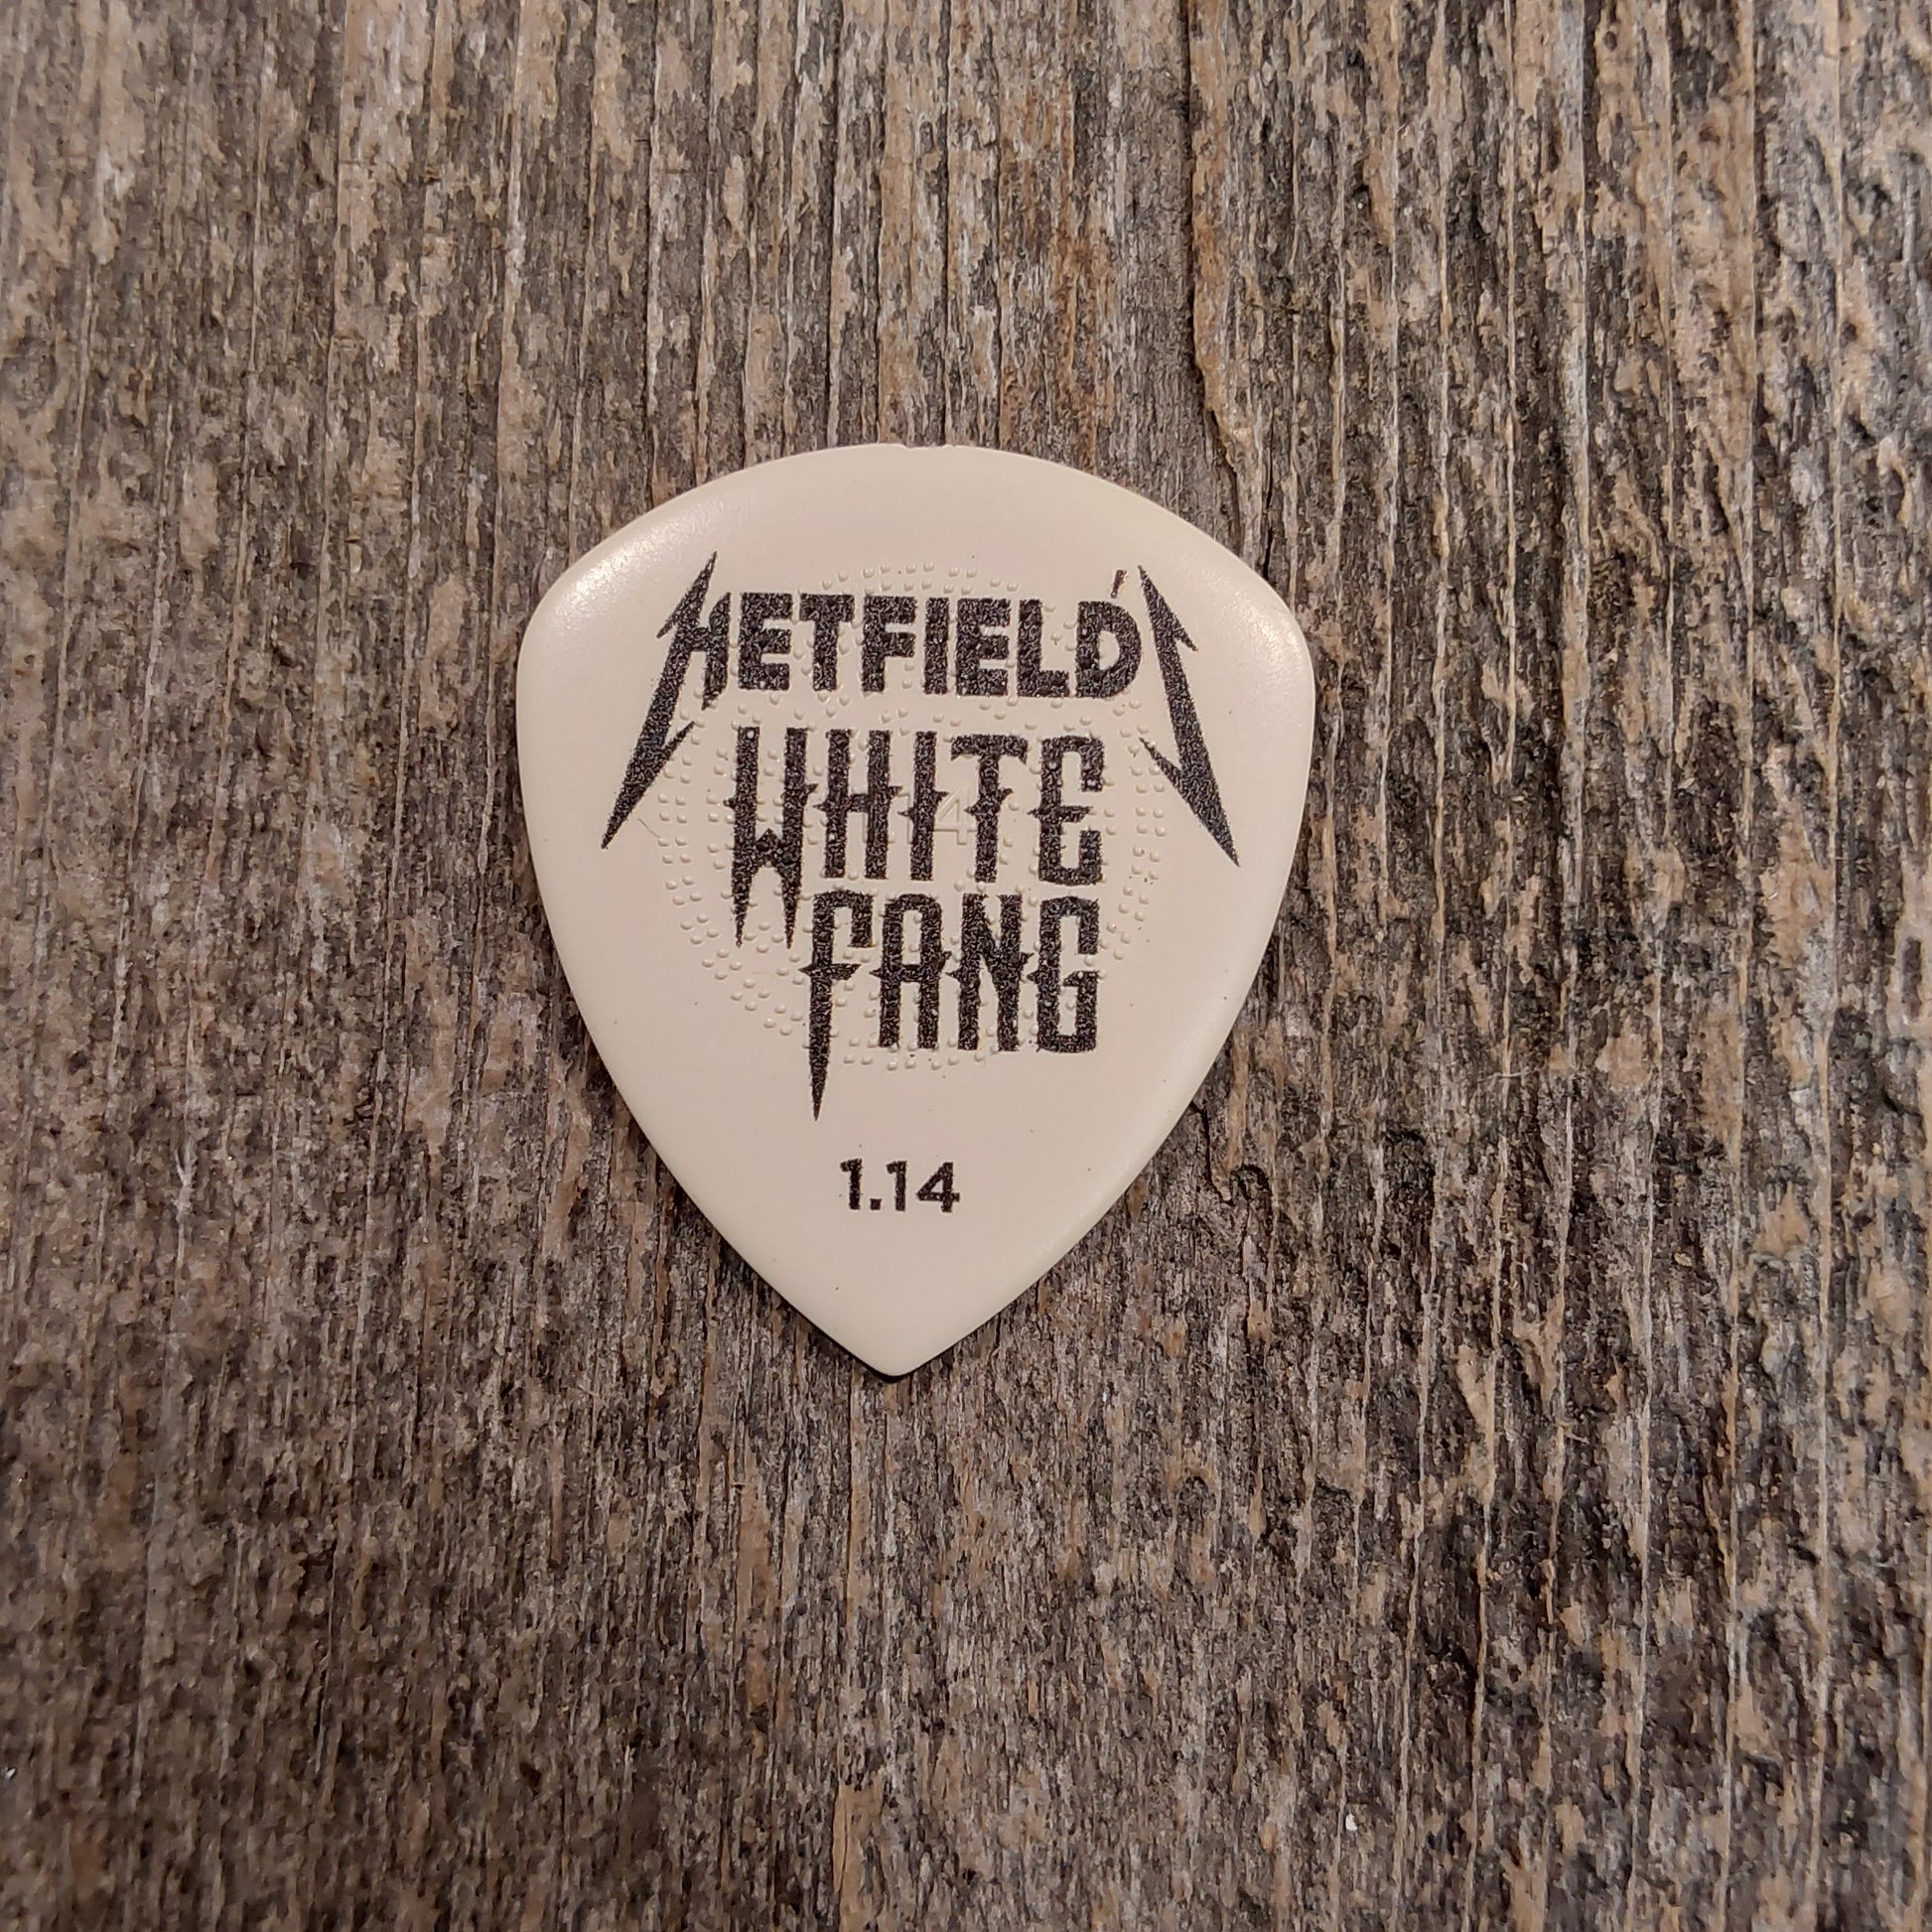 HETFIELD'S
WHITE
FANG
1.14